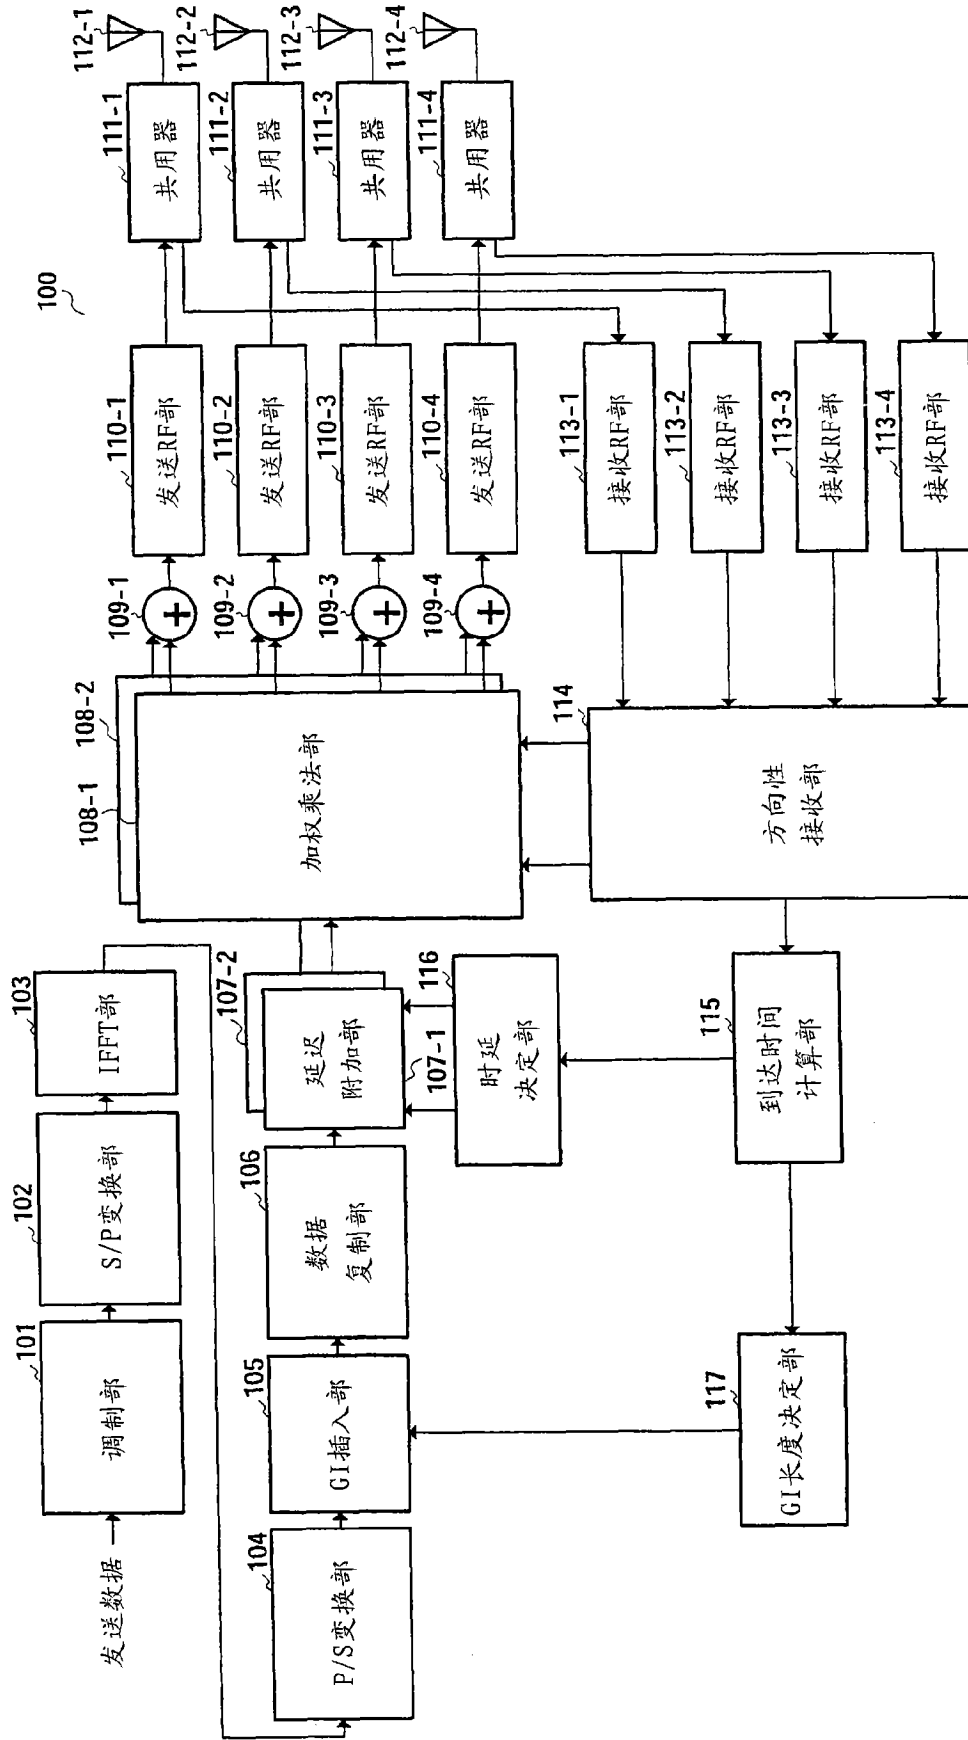 100
发送数据
101
调制部
102
S/P变换部
103
IFFT部
104
P/S变换部
105
GI插入部
106
数据
复制部
107-2
107-1
延迟
附加部
108-2
108-1
加权乘法部
109-1
109-2
109-3
109-4
110-1
发送RF部
110-2
发送RF部
110-3
发送RF部
110-4
发送RF部
111-1
共用器
111-2
共用器
111-3
共用器
111-4
共用器
112-1
112-2
112-3
112-4
113-1
接收RF部
113-2
接收RF部
113-3
接收RF部
113-4
接收RF部
114
方向性
接收部
115
到达时间
计算部
116
时延
决定部
117
GI长度决定部